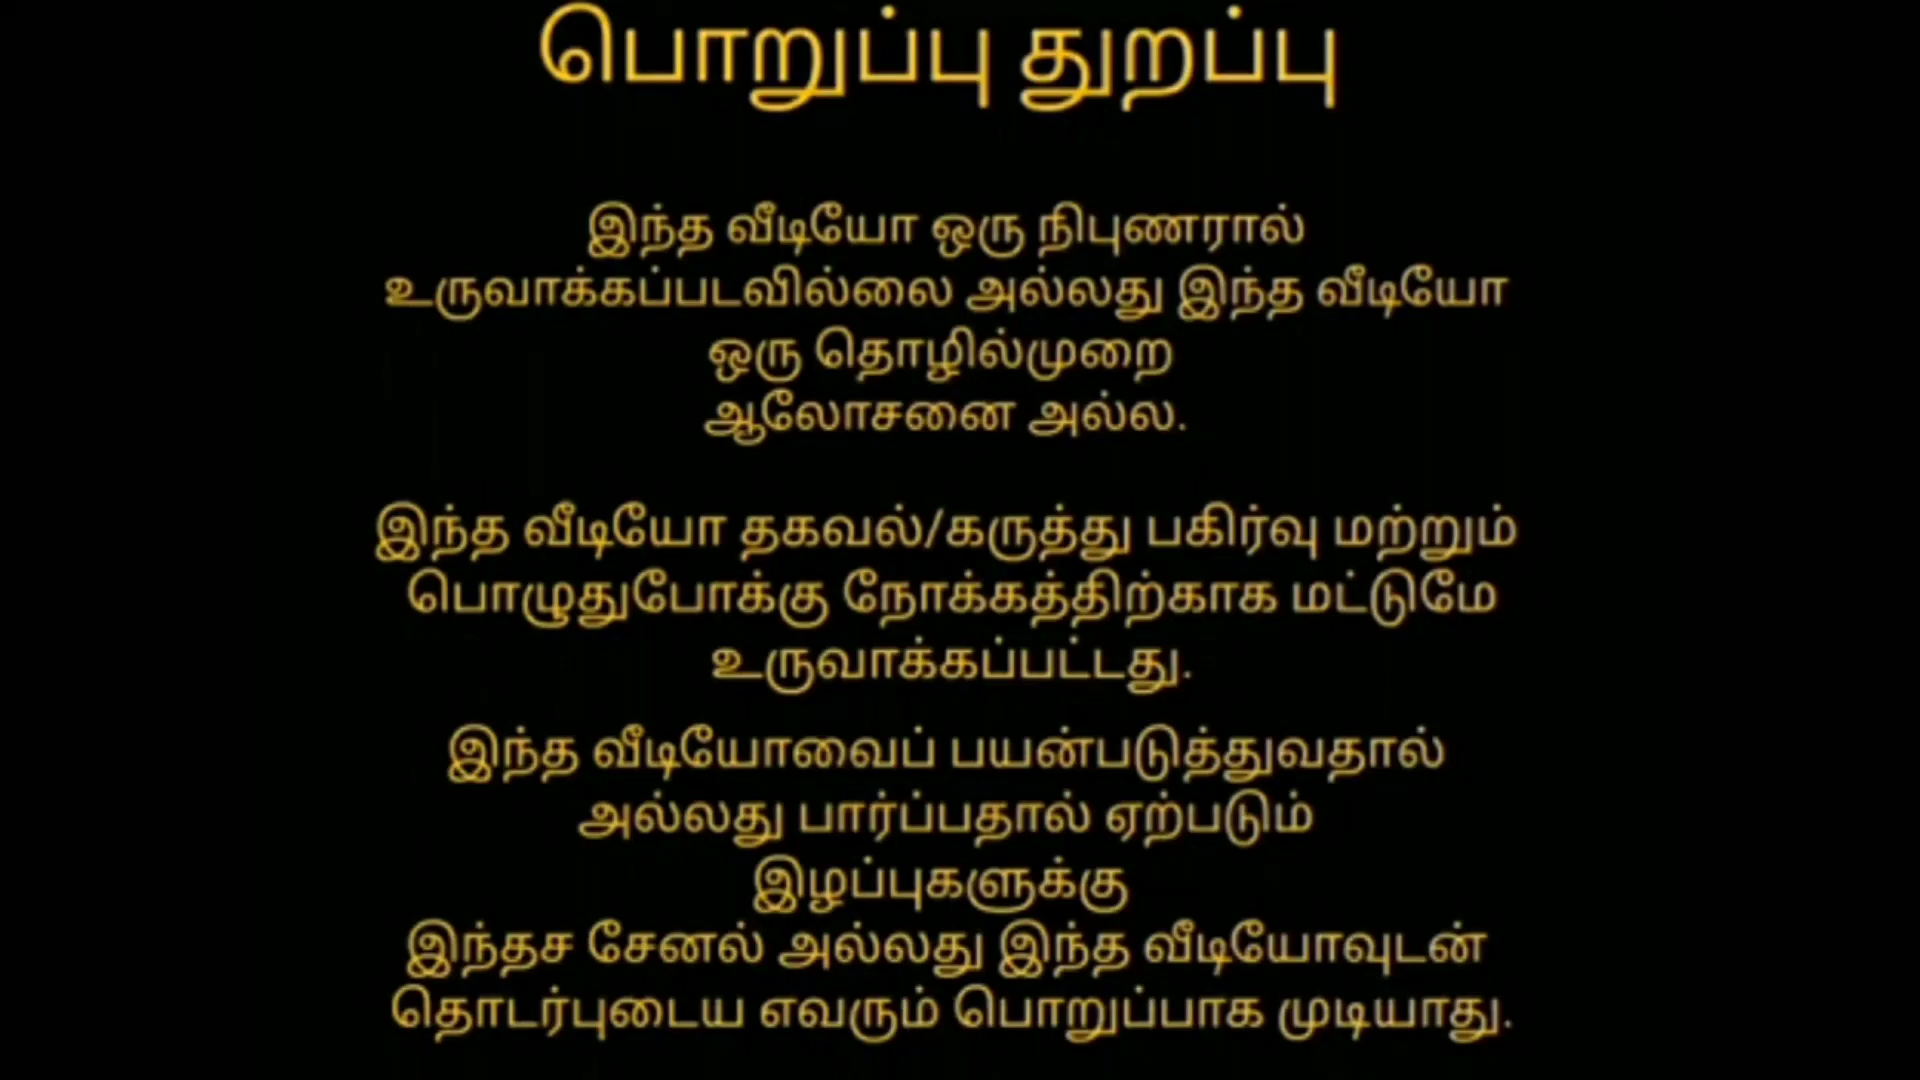 பொறுப்பு துறப்பு
இந்த வீடியோ ஒரு நிபுணரால்
உருவாக்கப்படவில்லை அல்லது இந்த வீடியோ
ஒரு தொழில்முறை
ஆலோசனை அல்ல.
இந்த வீடியோ தகவல்/கருத்து பகிர்வு மற்றும்
பொழுதுபோக்கு நோக்கத்திற்காக மட்டுமே
உருவாக்கப்பட்டது.
இந்த வீடியோவைப் பயன்படுத்துவதால்
அல்லது பார்ப்பதால் ஏற்படும்
இழப்புகளுக்கு
இந்தச சேனல் அல்லது இந்த வீடியோவுடன்
தொடர்புடைய எவரும் பொறுப்பாக முடியாது.